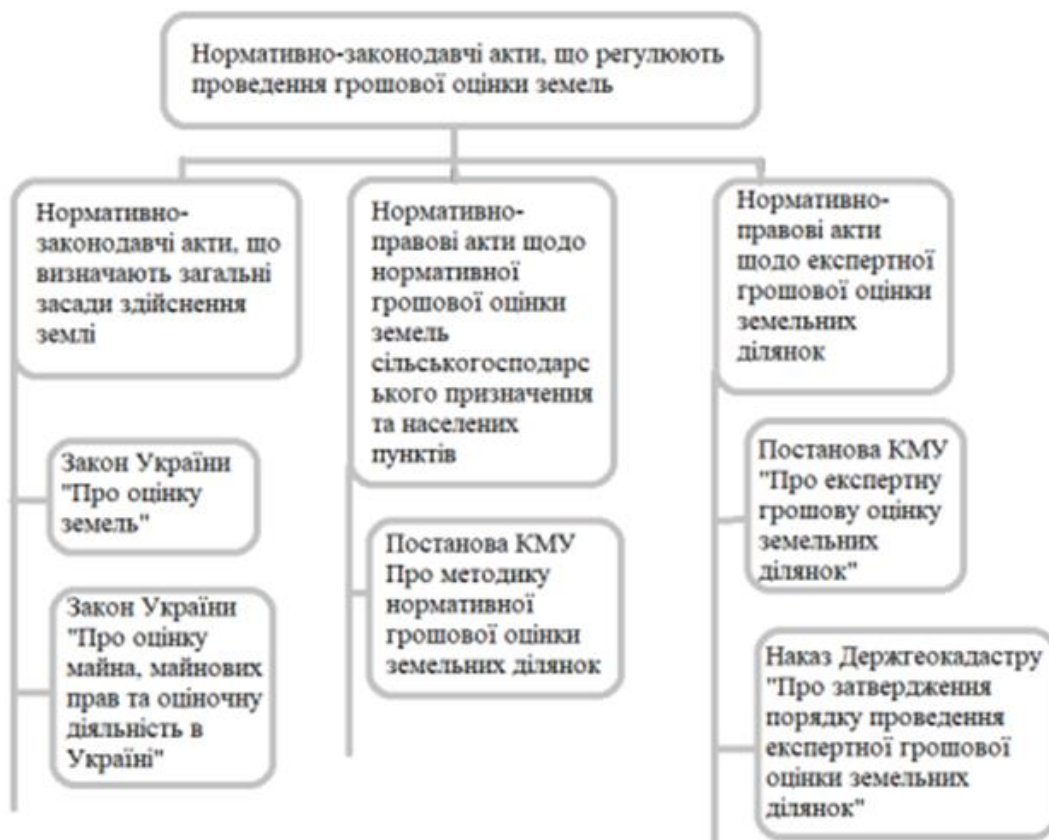 Нормативно-законодавчі акти, що регулюють
проведення грошової оцінки земель
Нормативно-
законодавчі акти, що
визначають загальні
засади здійснення
землі
Закон України
"Про оцінку
земель"
Закон України
"Про оцінку
майна, майнових
прав та оціночну
діяльність в
Україні"
Нормативно-
правові акти щодо
нормативної
грошової оцінки
земель
сільськогосподарс
ького призначення
та населених
пунктів
Постанова КМУ
Про методику
нормативної
грошової оцінки
земельних ділянок
Нормативно-
правові акти
щодо експертної
грошової оцінки
земельних
ділянок
Постанова КМУ
"Про експертну
грошову оцінку
земельних
ділянок"
Наказ Держгеокадастру
"Про затвердження
порядку проведення
експертної грошової
оцінки земельних
ділянок"